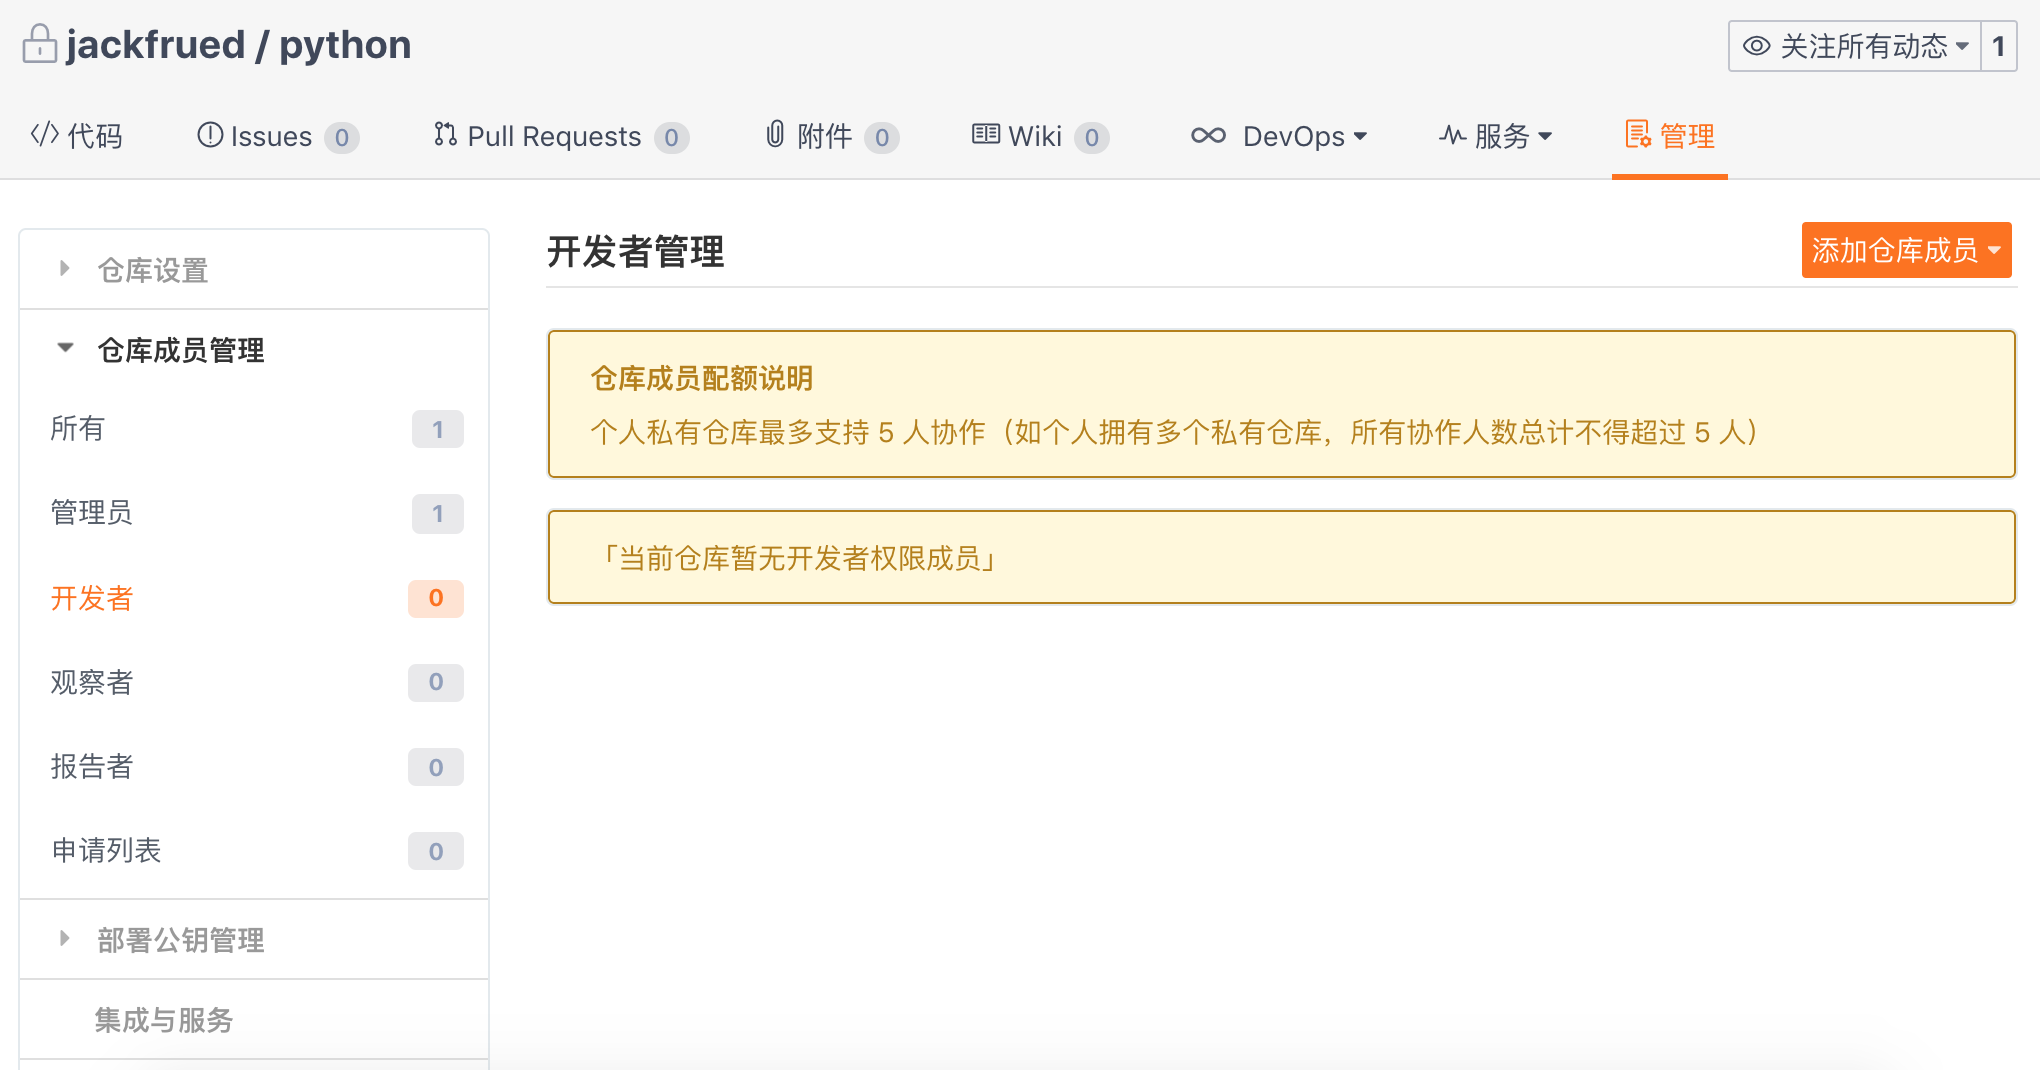 jackfrued / python
关注所有动态 1
代码 Issues 0 Pull Requests 0 附件 0 Wiki 0 DevOps 服务 管理
仓库设置
仓库成员管理
所有 1
管理员 1
开发者 0
观察者 0
报告者 0
申请列表 0
部署公钥管理
集成与服务
开发者管理
添加仓库成员
仓库成员配额说明
个人私有仓库最多支持 5 人协作（如个人拥有多个私有仓库，所有协作人数总计不得超过 5 人）
「当前仓库暂无开发者权限成员」